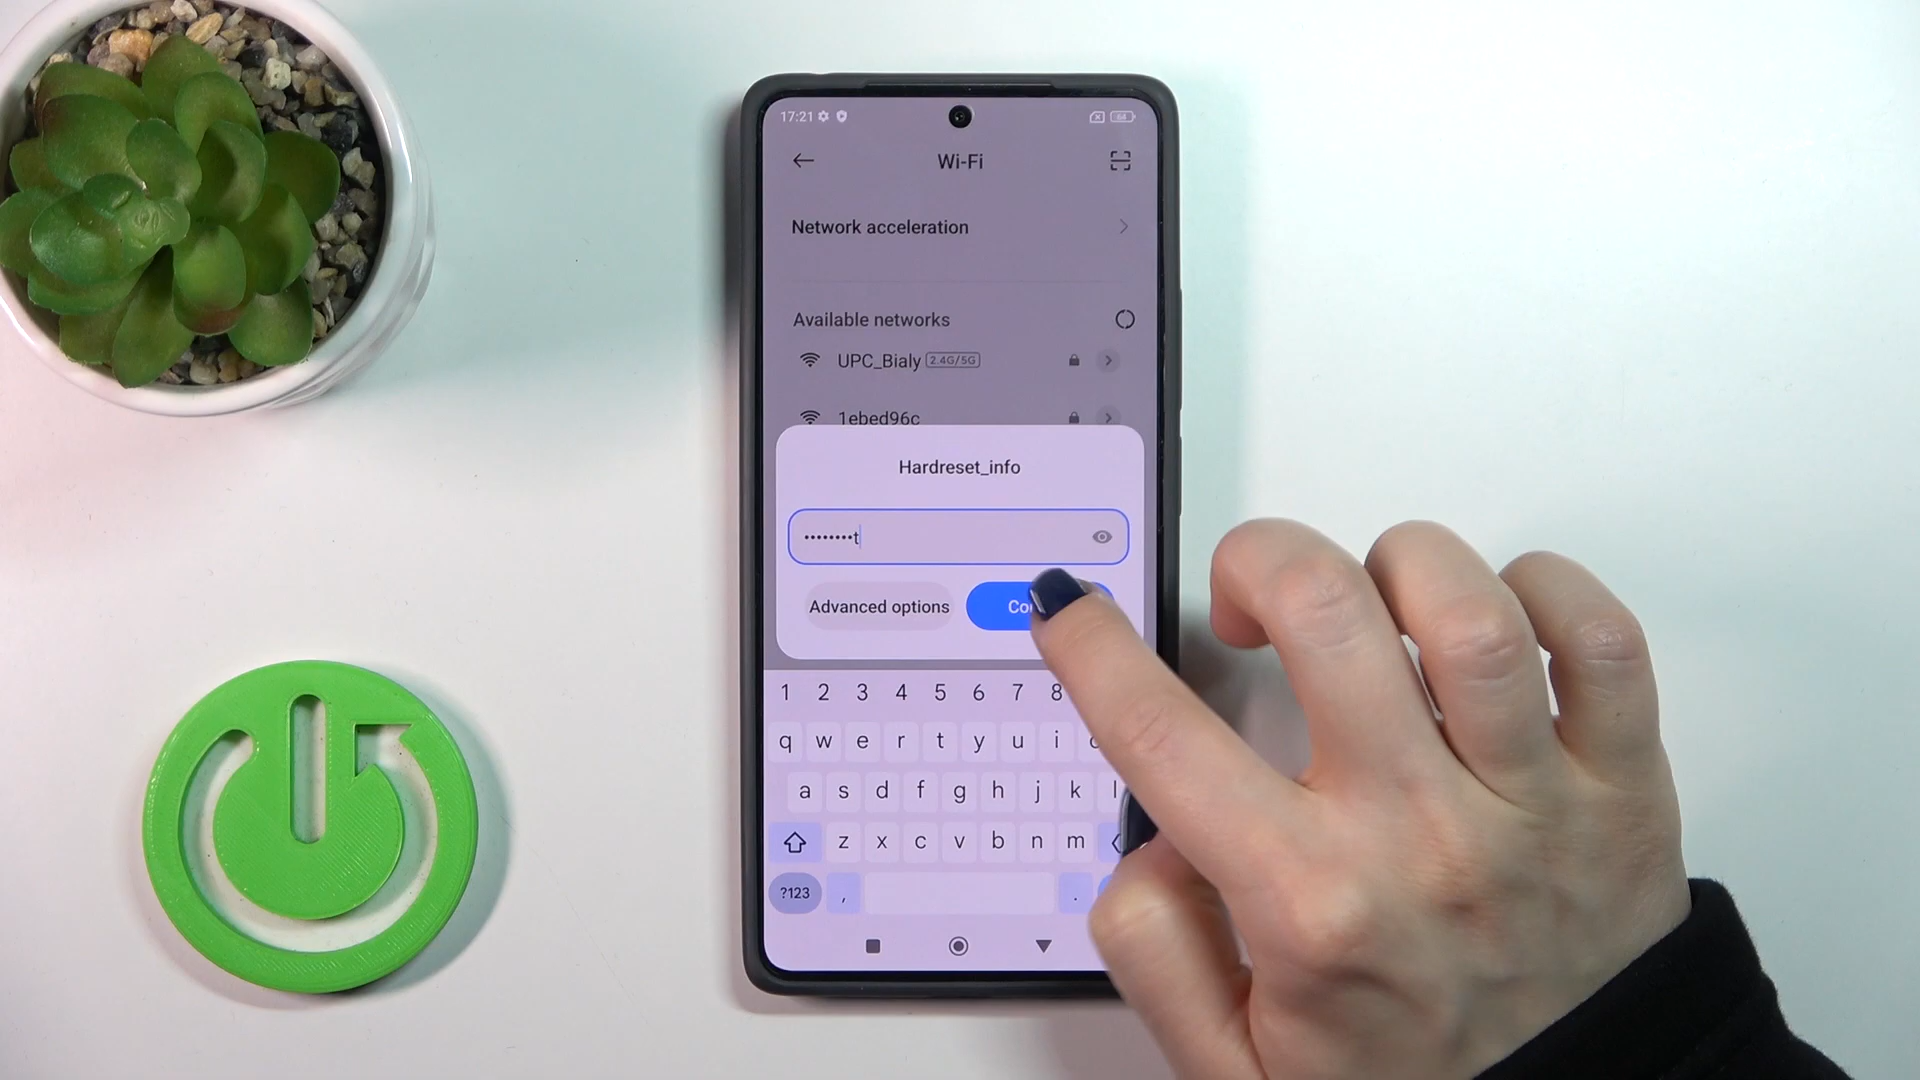 17:21
64
Wi-Fi
Network acceleration
Available networks
UPC_Bialy 2.4G/5G
1ebed96c
Hardreset_info
••••••••t
Advanced options
1 2 3 4 5 6 7 8
q w e r t y u i
a s d f g h j k l
z x c v b n m
?123 , .